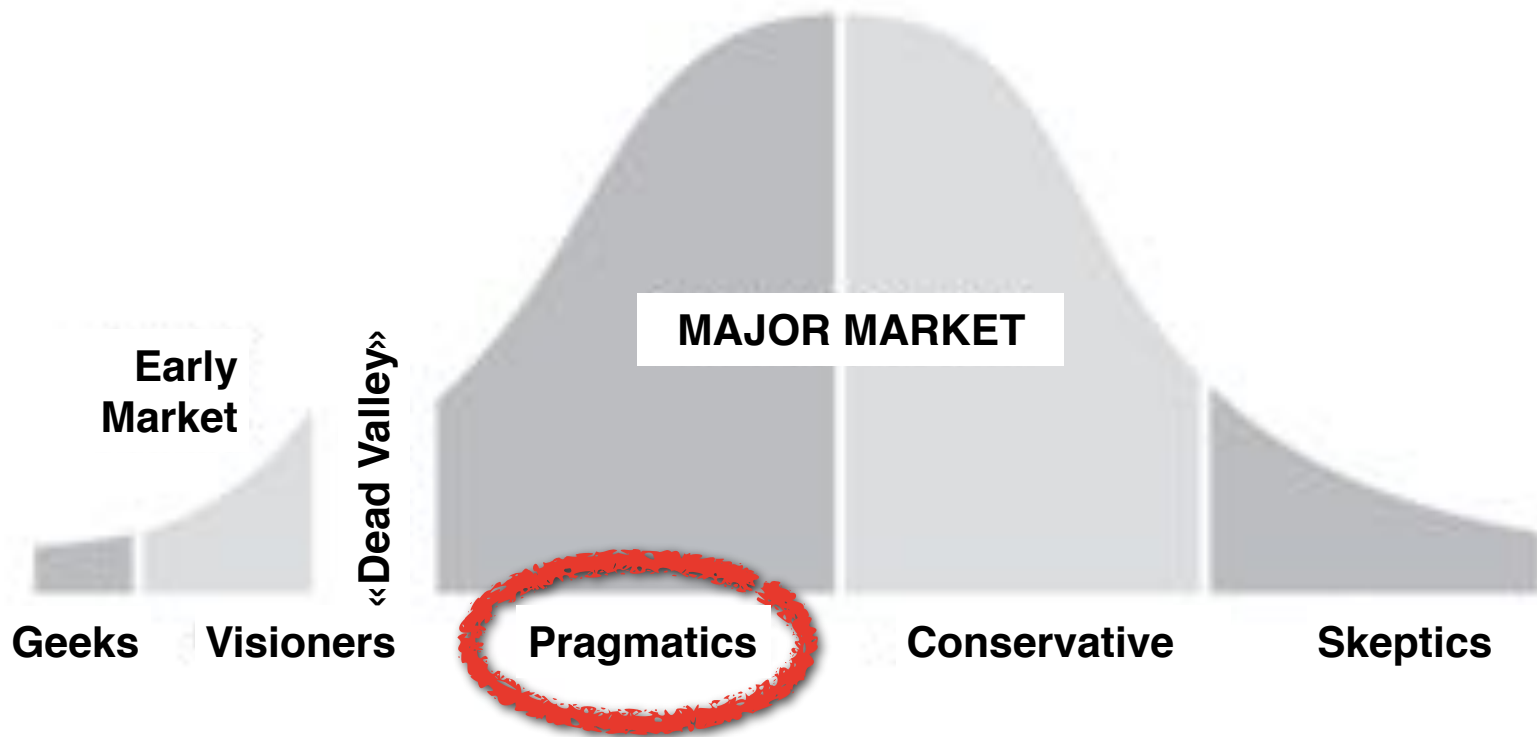 MAJOR MARKET
Early
Market
«Dead Valley»
Geeks
Visioners
Pragmatics
Conservative
Skeptics